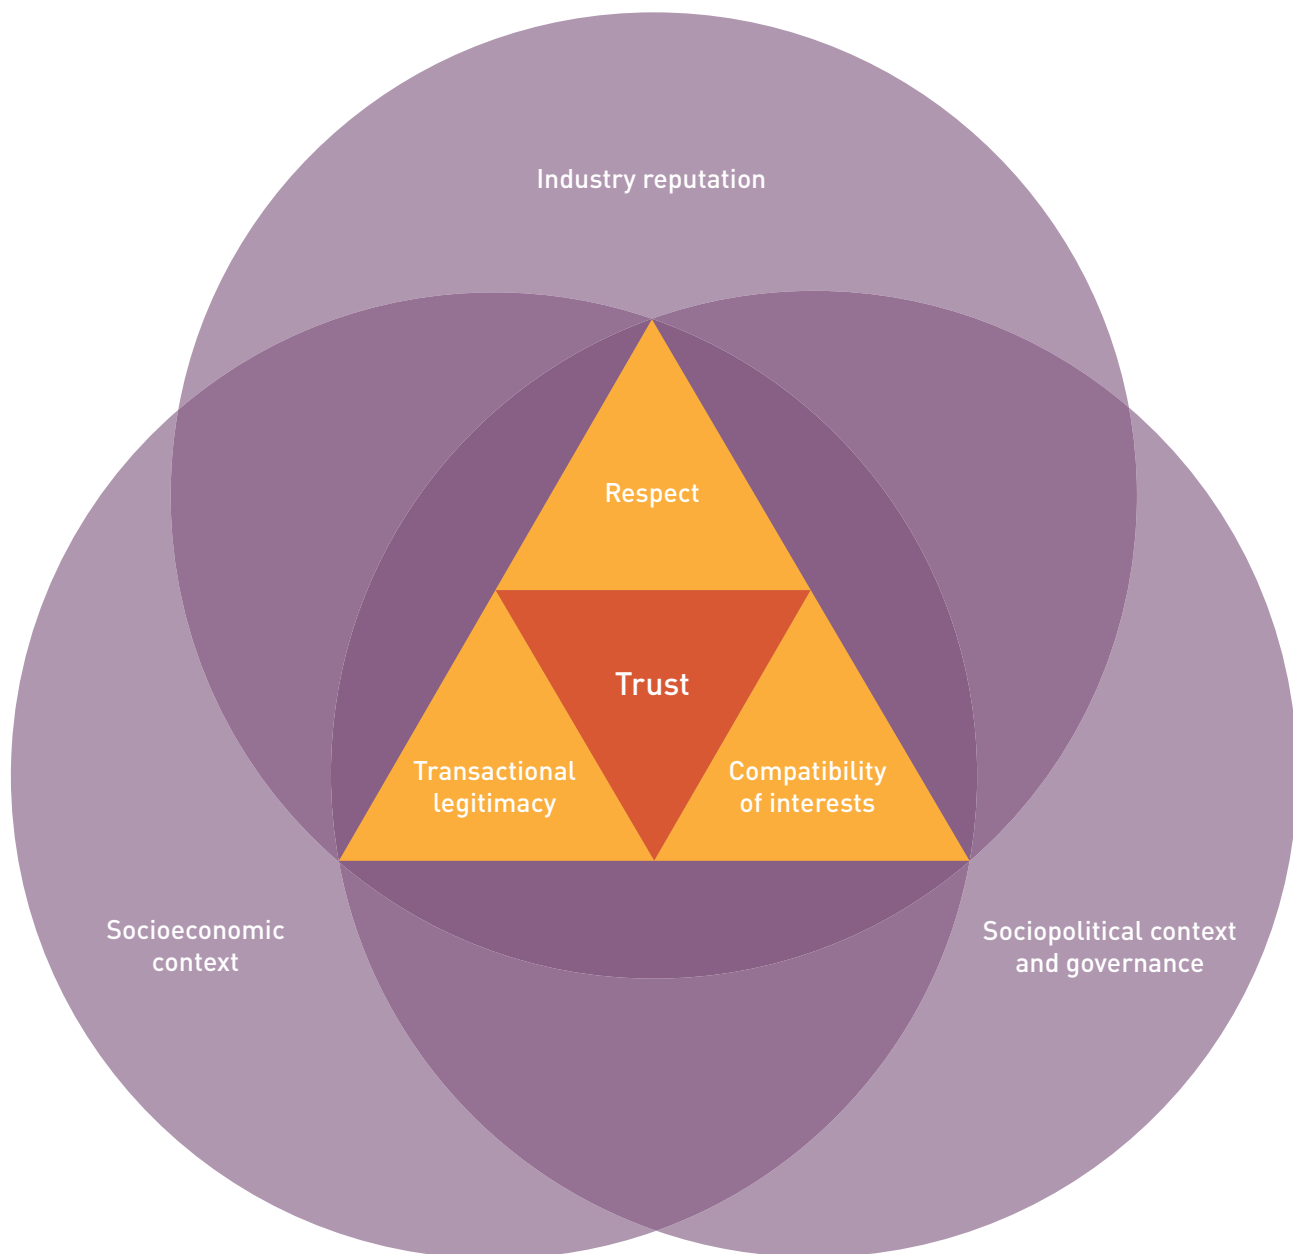 Industry reputation
Respect
Trust
Transactional
legitimacy
Compatibility
of interests
Socioeconomic
context
Sociopolitical context
and governance